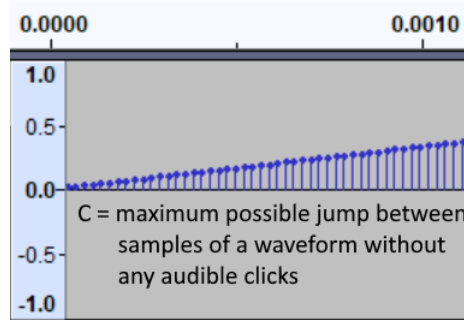 0.0000 0.0010
1.0
0.5-
0.0-
C = maximum possible jump between
samples of a waveform without
any audible clicks
-0.5-
-1.0